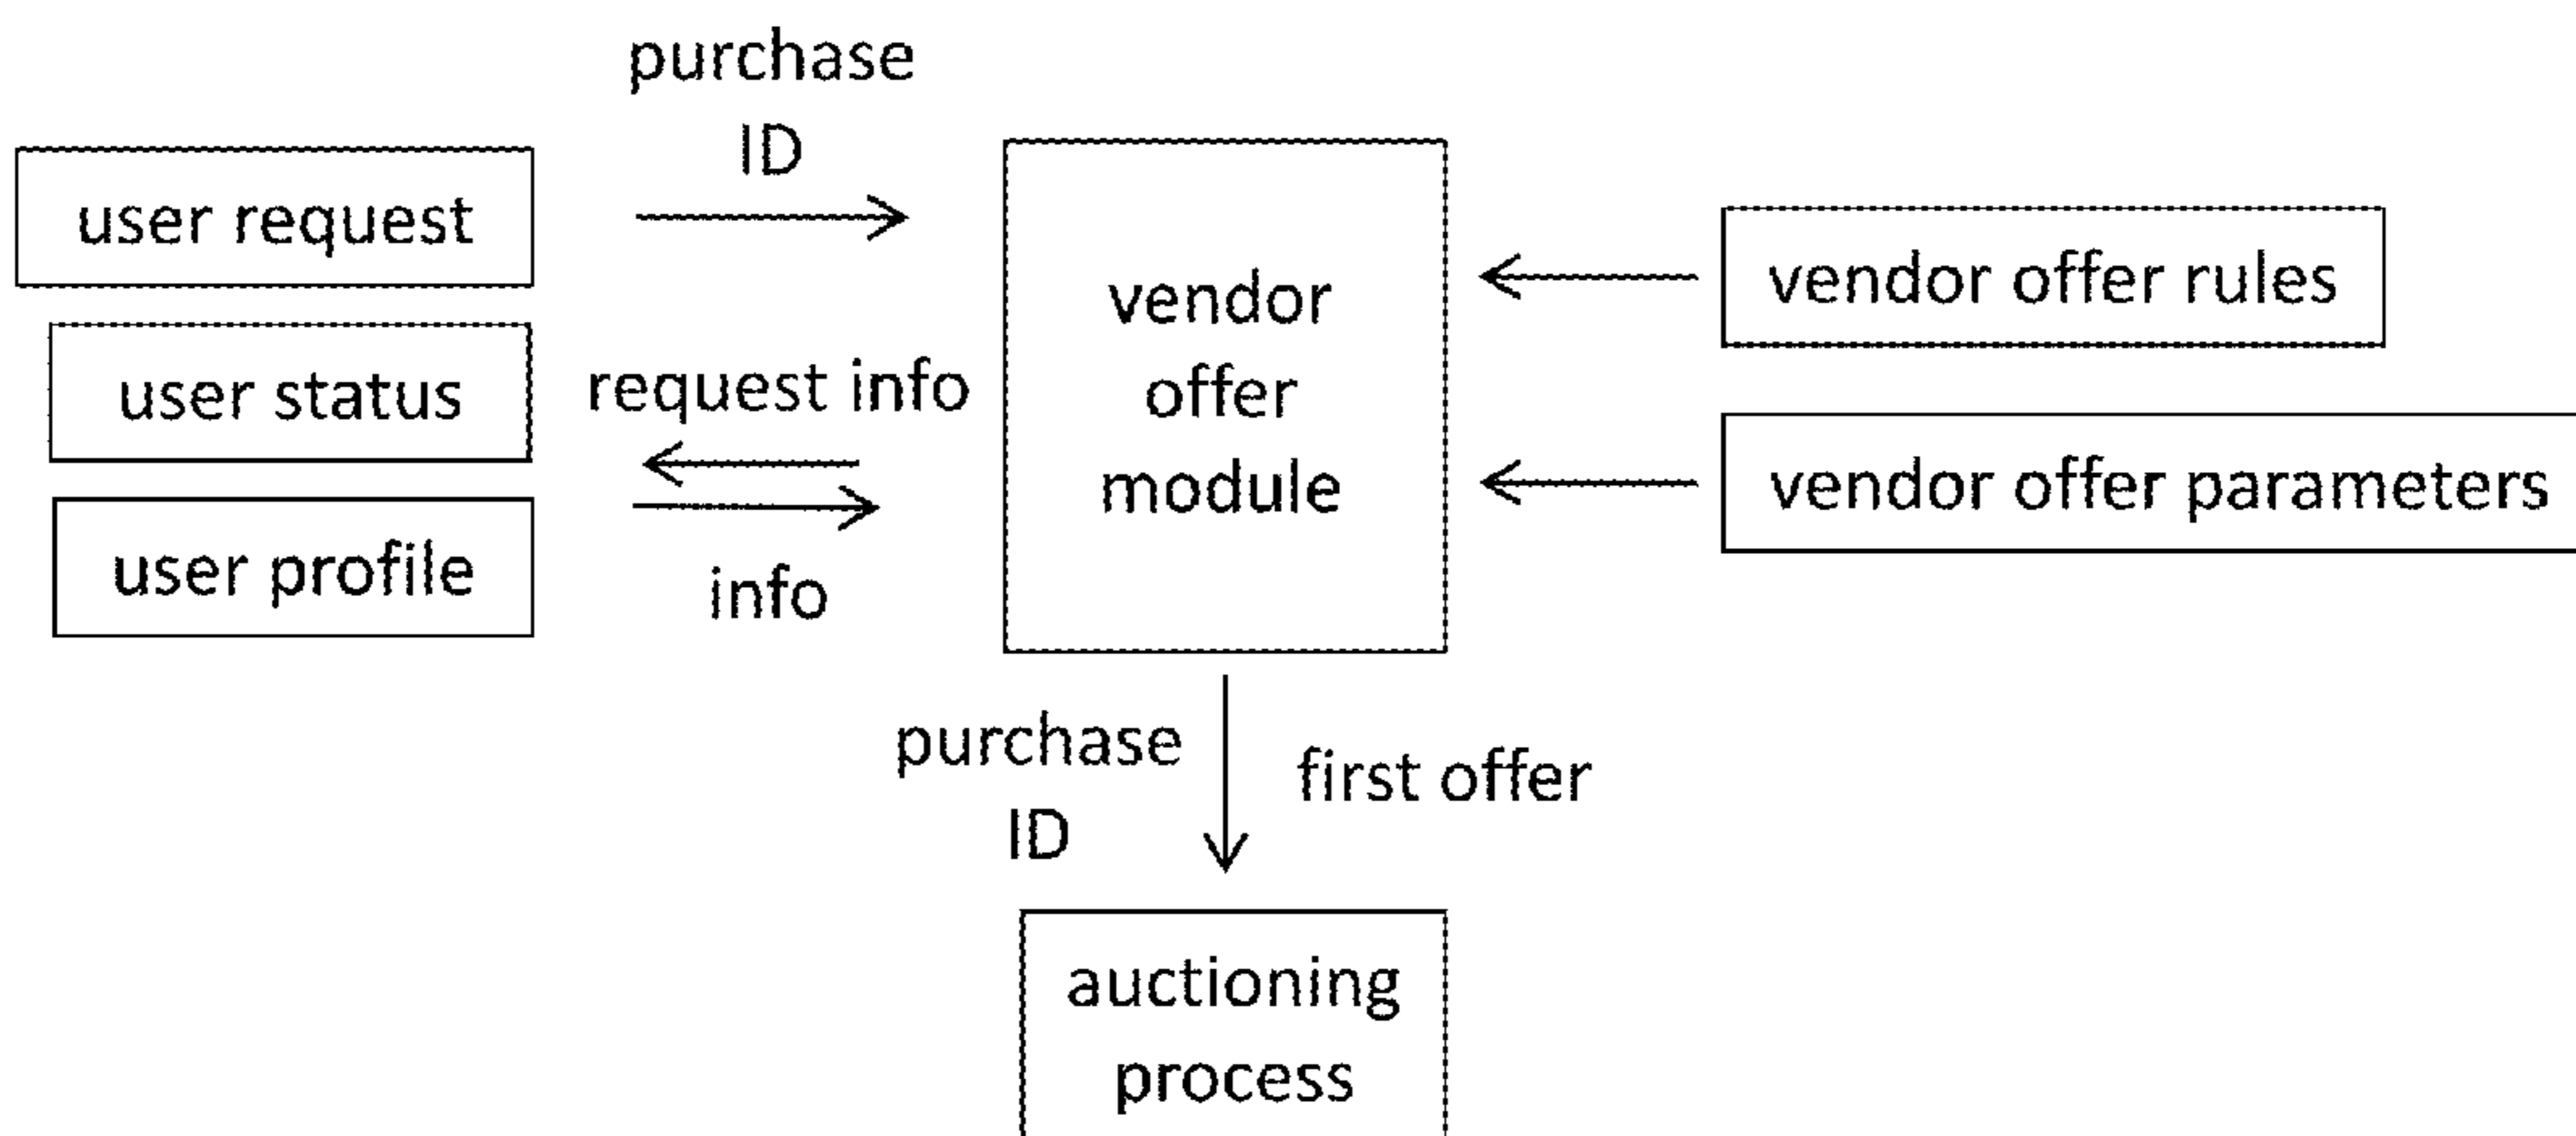 purchase
ID
user request
user status
user profile
request info
info
vendor
offer
module
vendor offer rules
vendor offer parameters
purchase
ID
first offer
auctioning
process